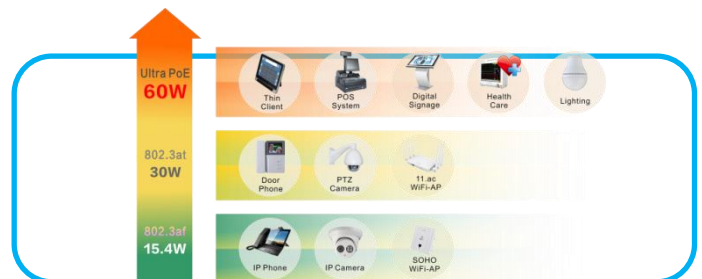 Ultra PoE
60W
Thin
Client
POS
System
Digital
Signage
Health
Care
Lighting
802.3at
30W
Door
Phone
PTZ
Camera
11.ac
WiFi-AP
802.3af
15.4W
IP Phone
IP Camera
SOHO
WiFi-AP